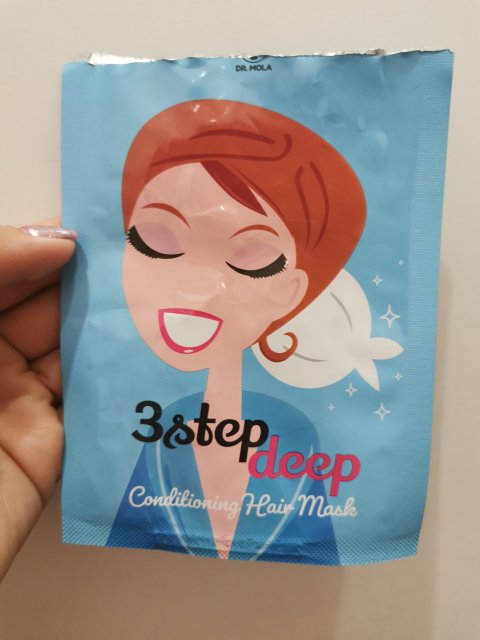 DR. MOLA
3step
deep
Conditioning Hair Mask